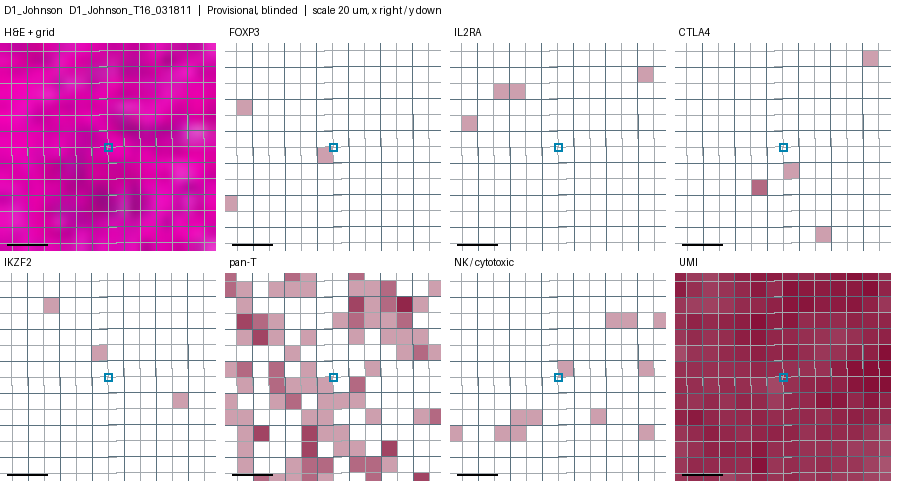 D1_Johnson D1_Johnson_T16_031811 | Provisional, blinded | scale 20 um, x right / y down
H&E + grid FOXP3 IL2RA CTLA4
IKZF2 pan-T NK / cytotoxic UMI